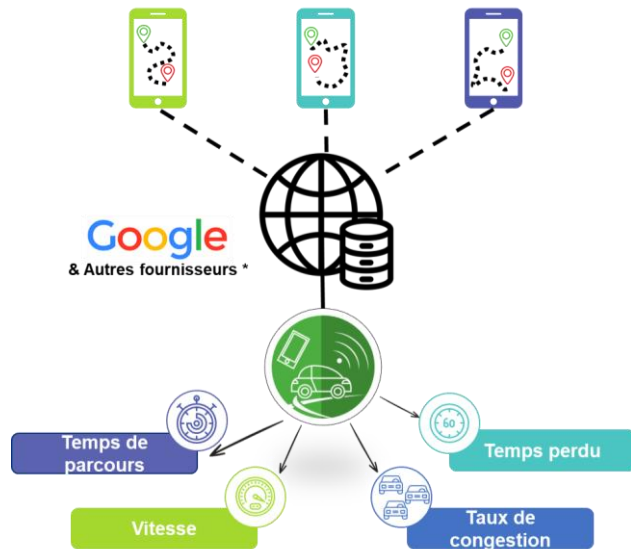 Google
& Autres fournisseurs *
60
Temps de
parcours
Temps perdu
Vitesse
Taux de
congestion